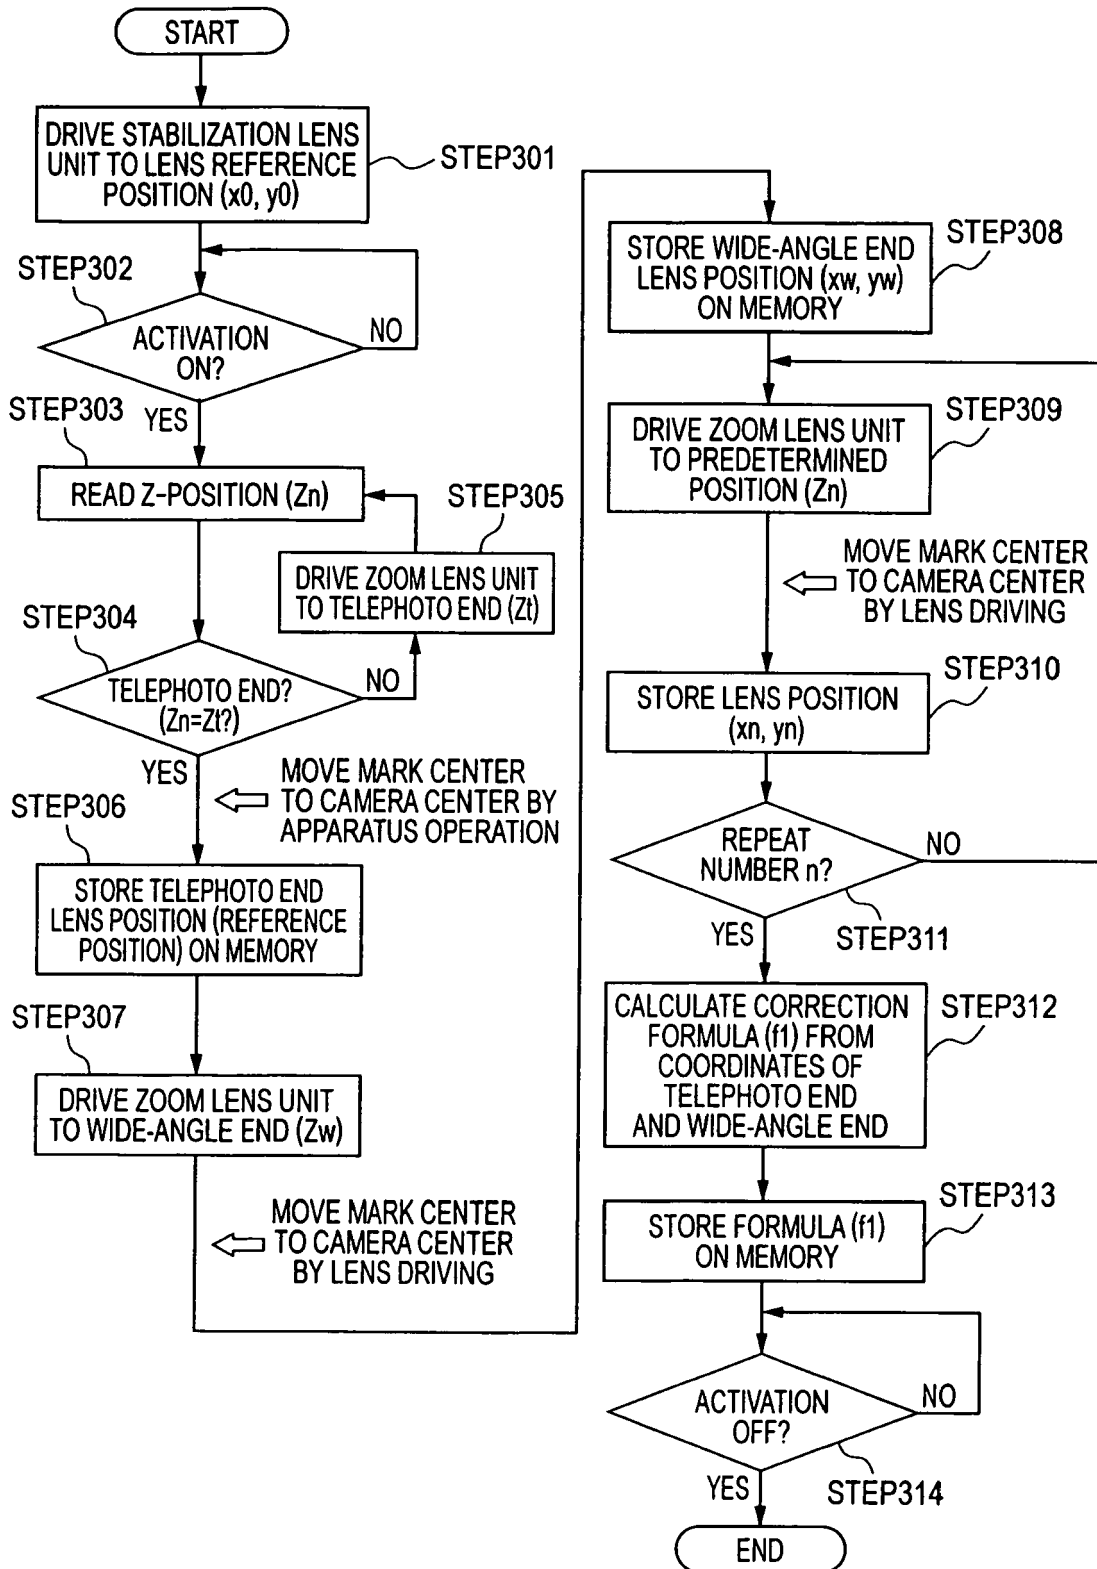 START
DRIVE STABILIZATION LENS
UNIT TO LENS REFERENCE
POSITION (x0, y0)
STEP301
STEP302
ACTIVATION
ON?
NO
YES
STEP303
READ Z-POSITION (Zn)
STEP305
DRIVE ZOOM LENS UNIT
TO TELEPHOTO END (Zt)
STEP304
TELEPHOTO END?
(Zn=Zt?)
NO
YES
MOVE MARK CENTER
TO CAMERA CENTER BY
APPARATUS OPERATION
STEP306
STORE TELEPHOTO END
LENS POSITION (REFERENCE
POSITION) ON MEMORY
STEP307
DRIVE ZOOM LENS UNIT
TO WIDE-ANGLE END (Zw)
MOVE MARK CENTER
TO CAMERA CENTER
BY LENS DRIVING
STORE WIDE-ANGLE END
LENS POSITION (xw, yw)
ON MEMORY
STEP308
DRIVE ZOOM LENS UNIT
TO PREDETERMINED
POSITION (Zn)
STEP309
MOVE MARK CENTER
TO CAMERA CENTER
BY LENS DRIVING
STORE LENS POSITION
(xn, yn)
STEP310
REPEAT
NUMBER n?
NO
YES
STEP311
CALCULATE CORRECTION
FORMULA (f1) FROM
COORDINATES OF
TELEPHOTO END
AND WIDE-ANGLE END
STEP312
STORE FORMULA (f1)
ON MEMORY
STEP313
ACTIVATION
OFF?
NO
YES
STEP314
END